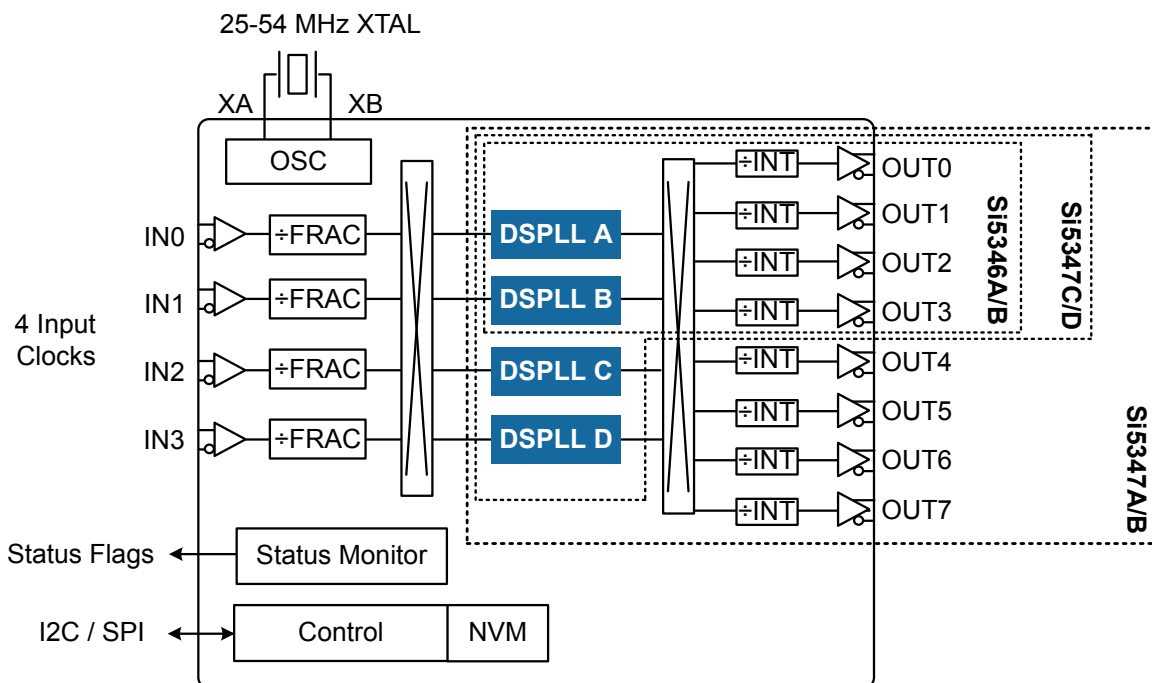 25-54 MHz XTAL
XA
XB
OSC
4 Input
Clocks
IN0
÷FRAC
IN1
÷FRAC
IN2
÷FRAC
IN3
÷FRAC
DSPLL A
DSPLL B
DSPLL C
DSPLL D
÷INT
OUT0
÷INT
OUT1
÷INT
OUT2
÷INT
OUT3
÷INT
OUT4
÷INT
OUT5
÷INT
OUT6
÷INT
OUT7
Si5346A/B
Si5347C/D
Si5347A/B
Status Flags
Status Monitor
I2C / SPI
Control
NVM